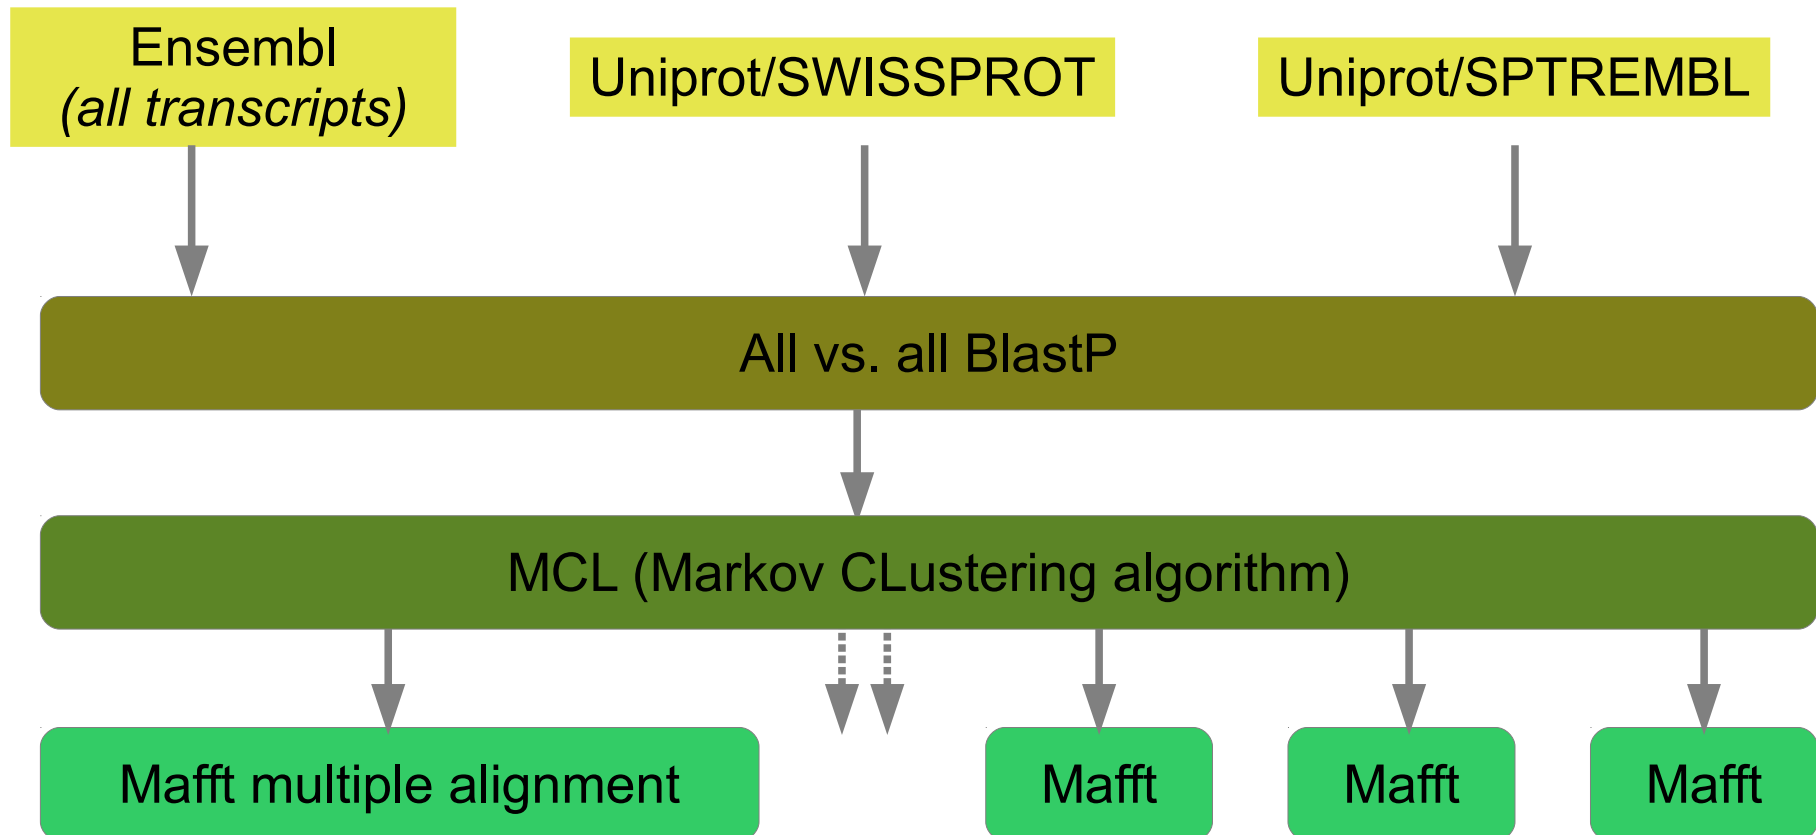 Ensembl
(all transcripts)
Uniprot/SWISSPROT
Uniprot/SPTREMBL
All vs. all BlastP
MCL (Markov CLustering algorithm)
Mafft multiple alignment
Mafft
Mafft
Mafft